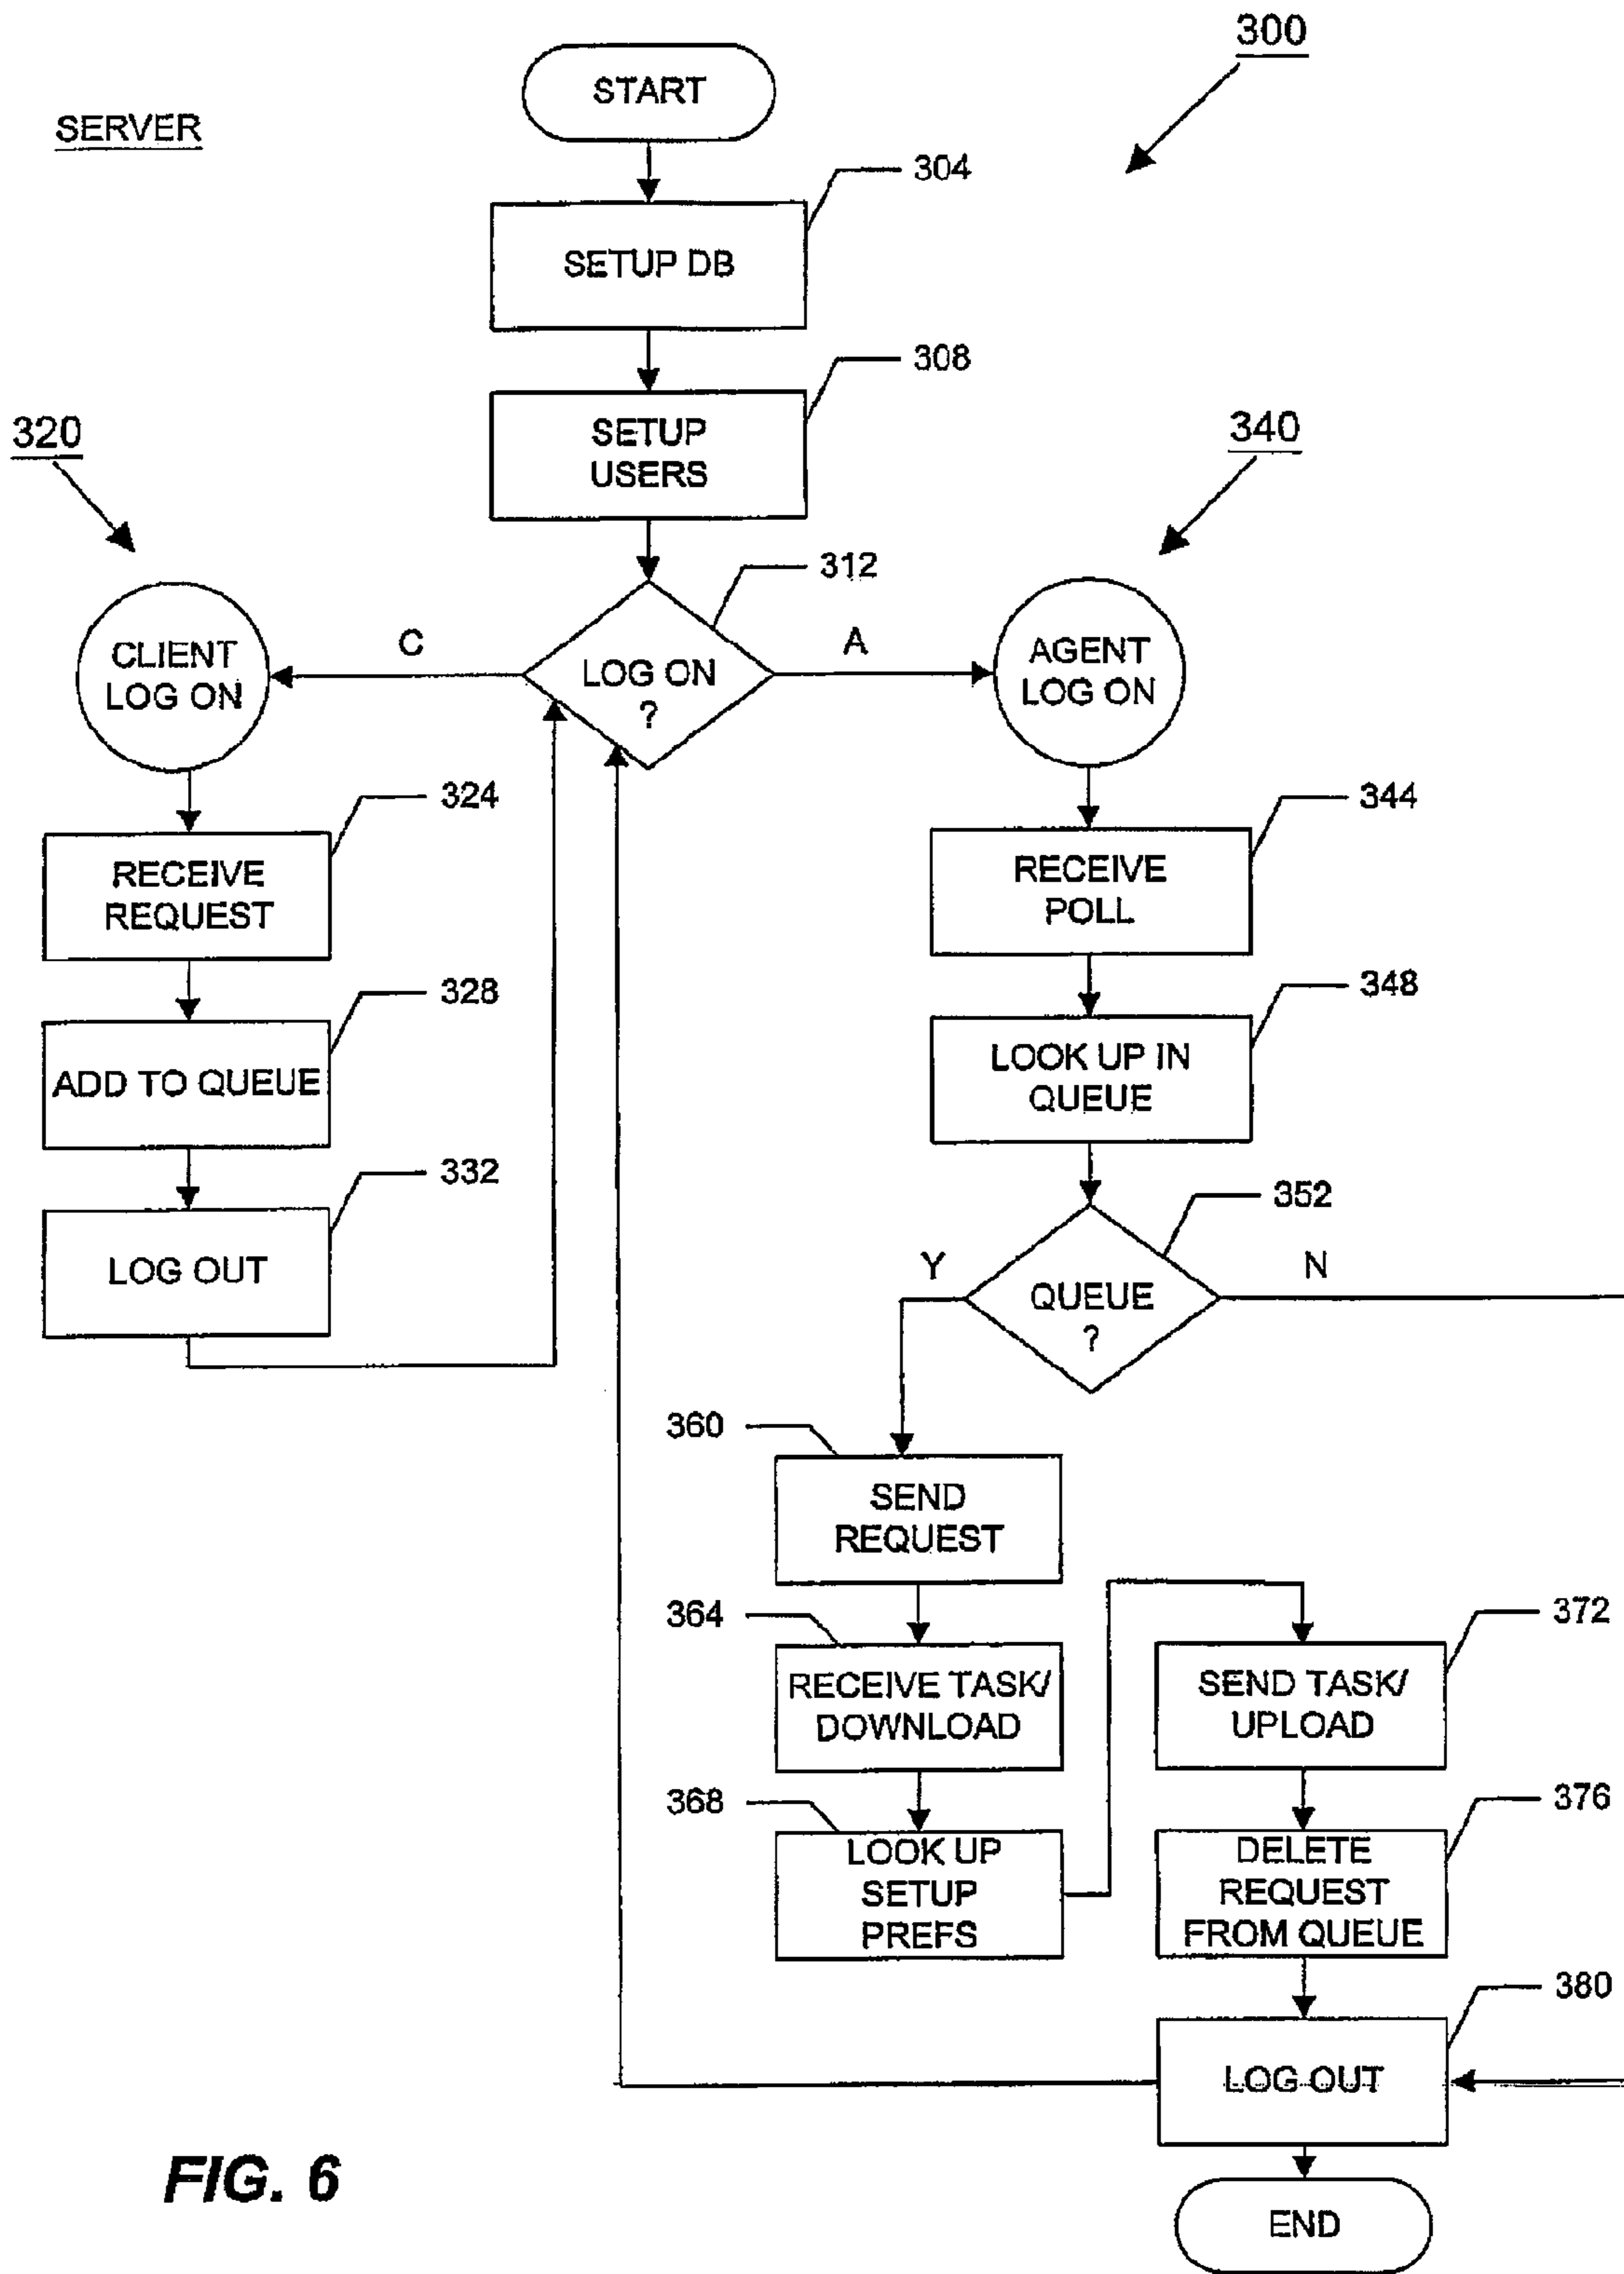 300
START
SERVER
304
SETUP DB
308
SETUP
USERS
320
340
312
C
A
CLIENT
LOG ON
LOG ON
?
AGENT
LOG ON
324
344
RECEIVE
REQUEST
RECEIVE
POLL
328
348
ADD TO QUEUE
LOOK UP IN
QUEUE
332
352
LOG OUT
Y
N
QUEUE
?
360
SEND
REQUEST
364
372
RECEIVE TASK/
DOWNLOAD
SEND TASK/
UPLOAD
368
376
LOOK UP
SETUP
PREFS
DELETE
REQUEST
FROM QUEUE
380
LOG OUT
FIG. 6
END